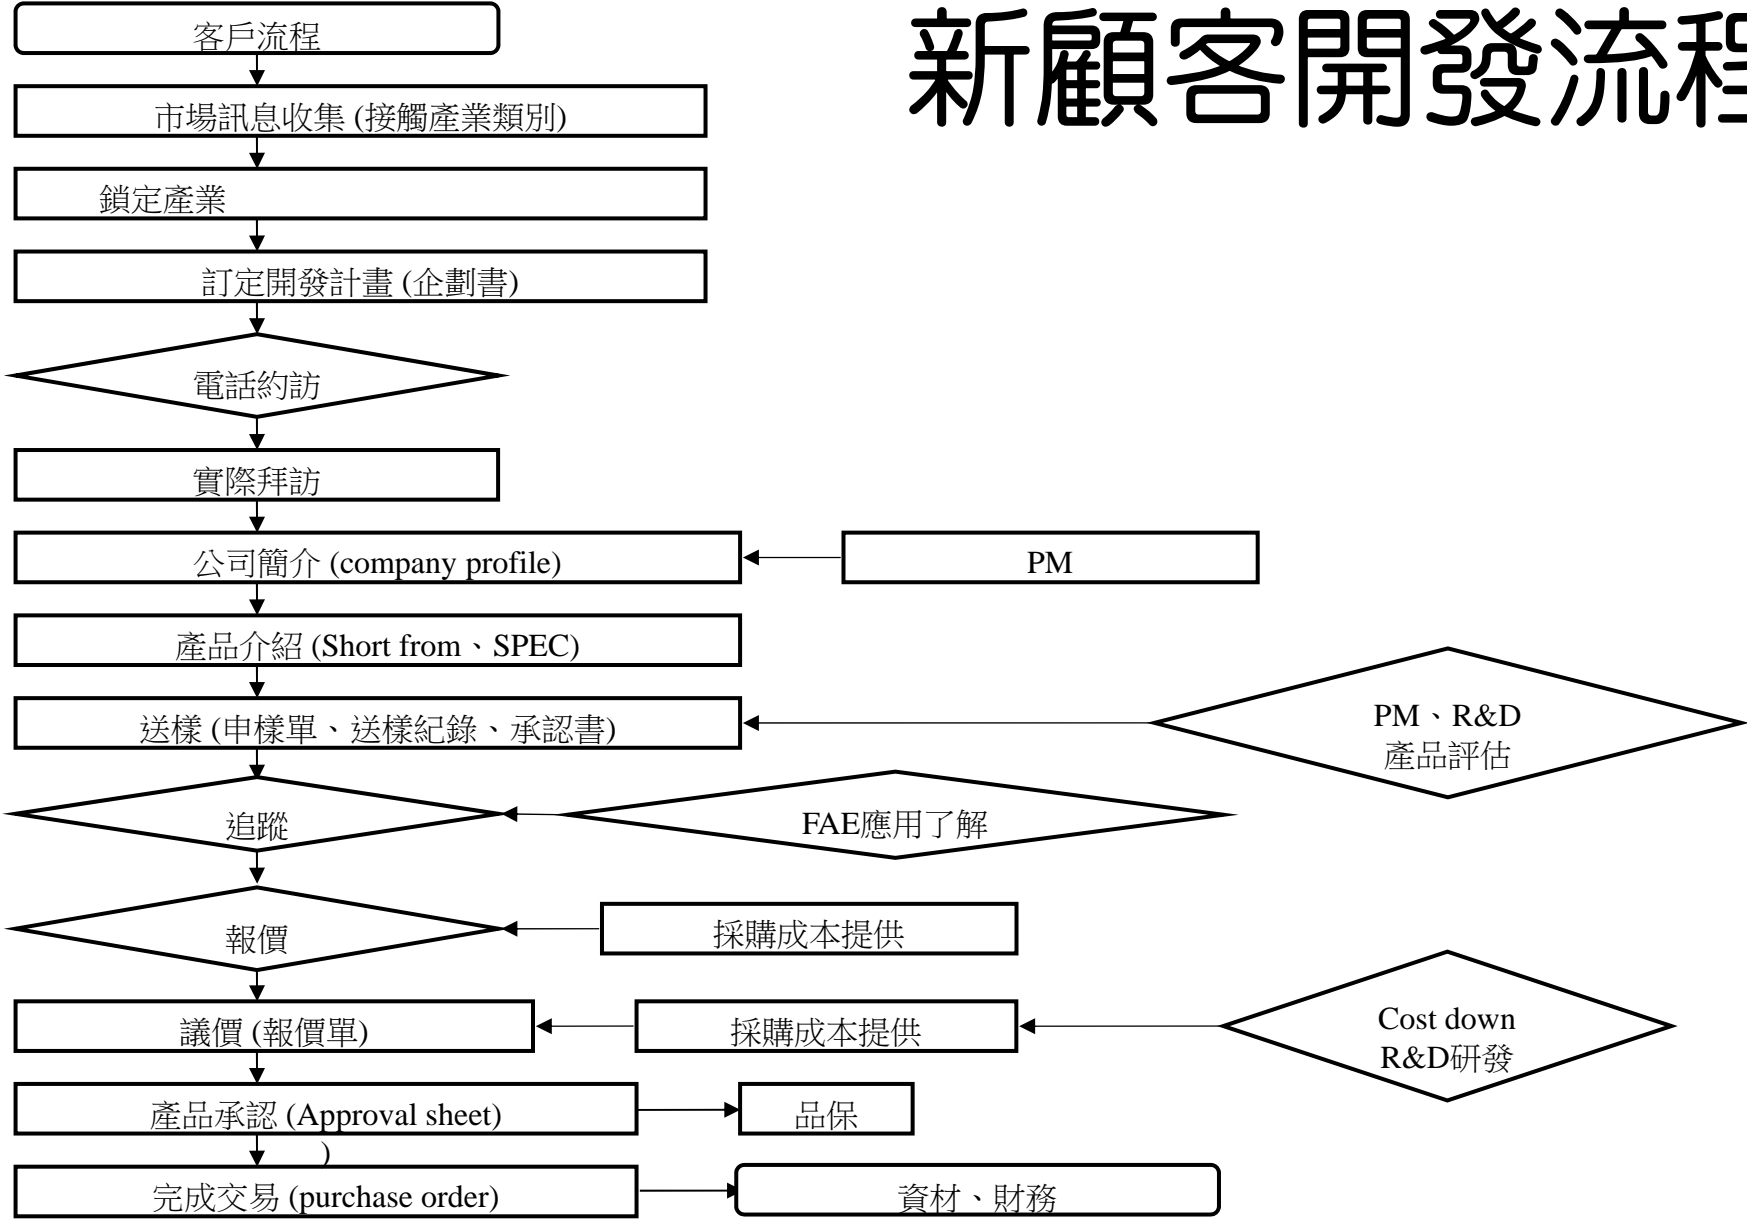 新顧客開發流程
客戶流程
市場訊息收集 (接觸產業類別)
鎖定產業
訂定開發計畫 (企劃書)
電話約訪
實際拜訪
公司簡介 (company profile)
PM
產品介紹 (Short from、SPEC)
送樣 (申樣單、送樣紀錄、承認書)
PM、R&D
產品評估
追蹤
FAE應用了解
報價
採購成本提供
議價 (報價單)
採購成本提供
Cost down
R&D研發
產品承認 (Approval sheet)
)
品保
完成交易 (purchase order)
資材、財務